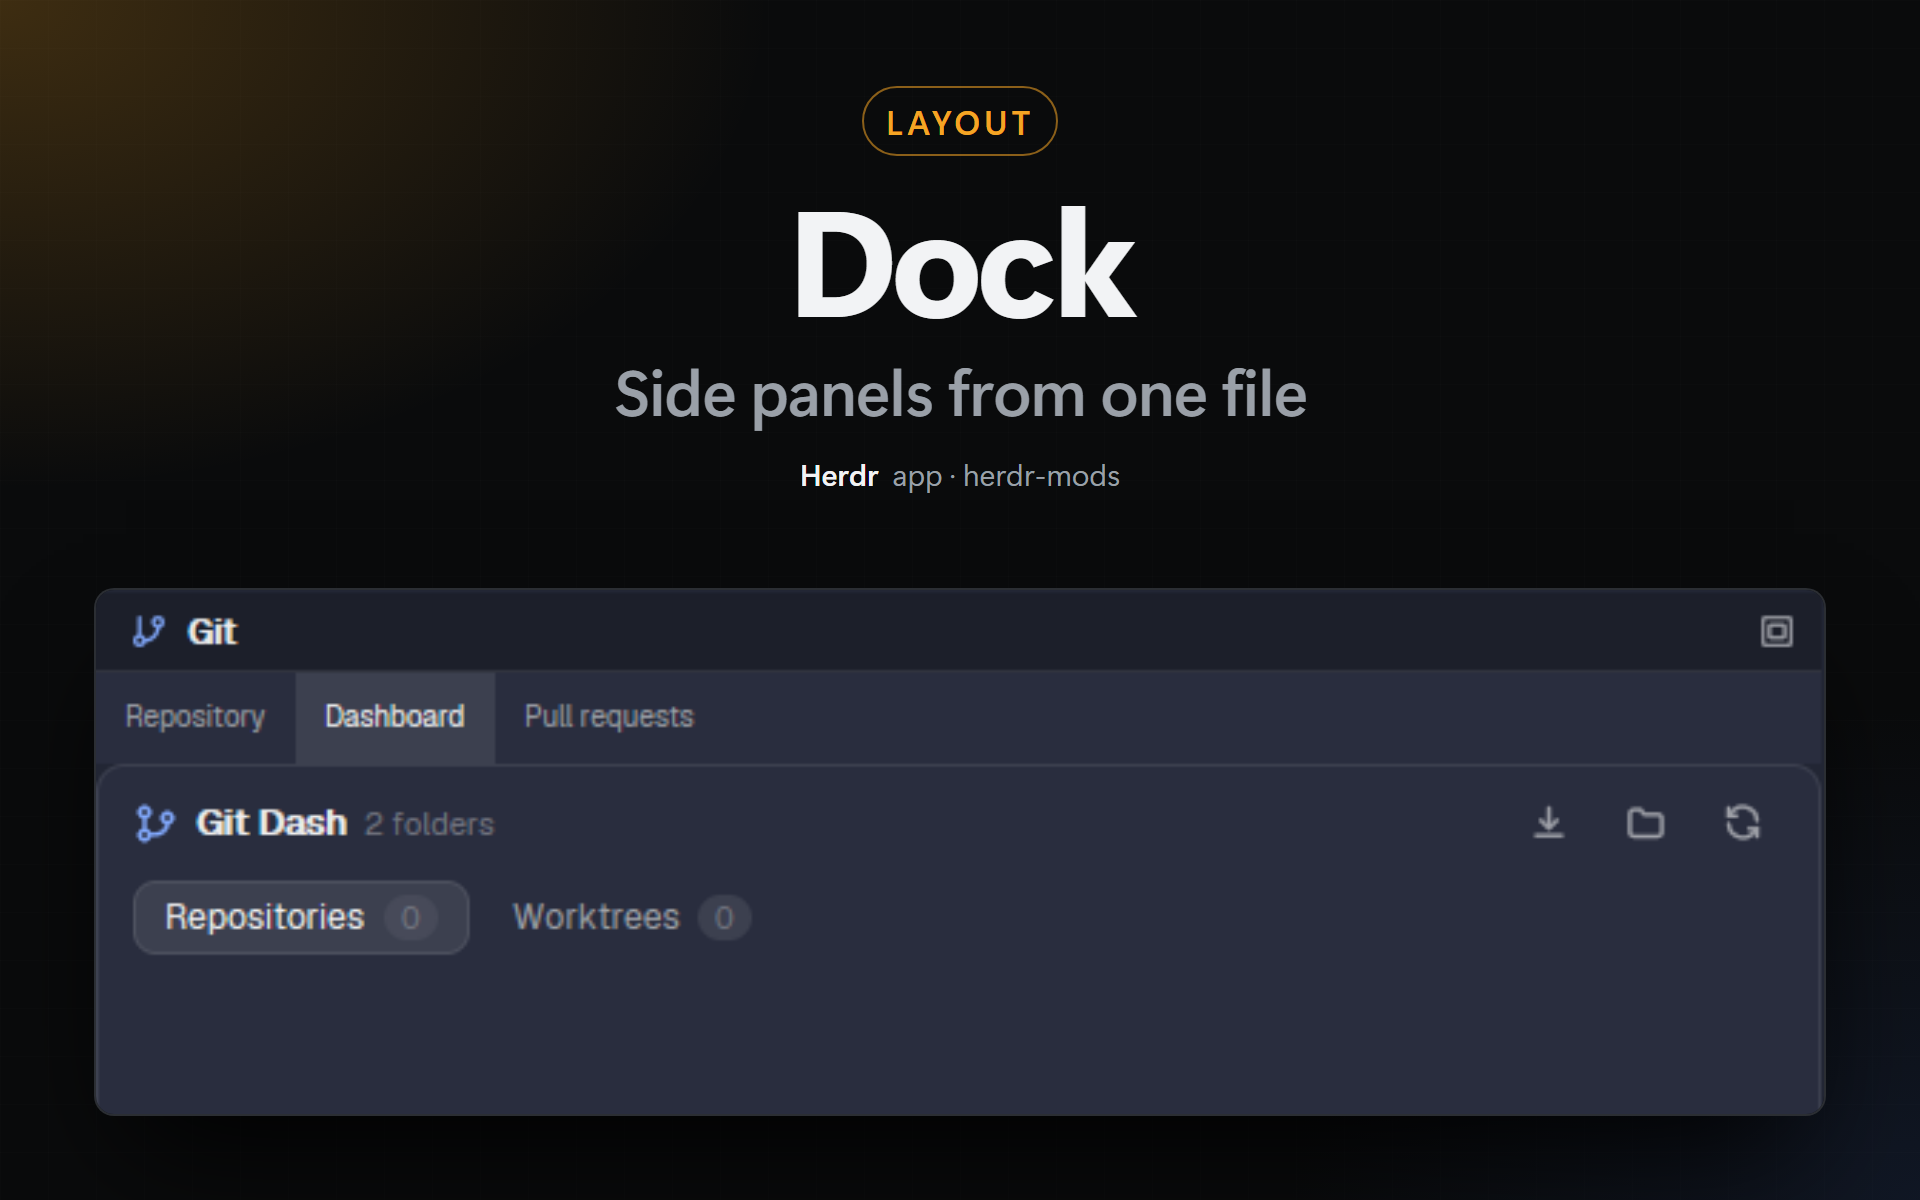 LAYOUT
Dock
Side panels from one file
Herdr app · herdr-mods
Git
Repository Dashboard Pull requests
Git Dash 2 folders
Repositories 0 Worktrees 0